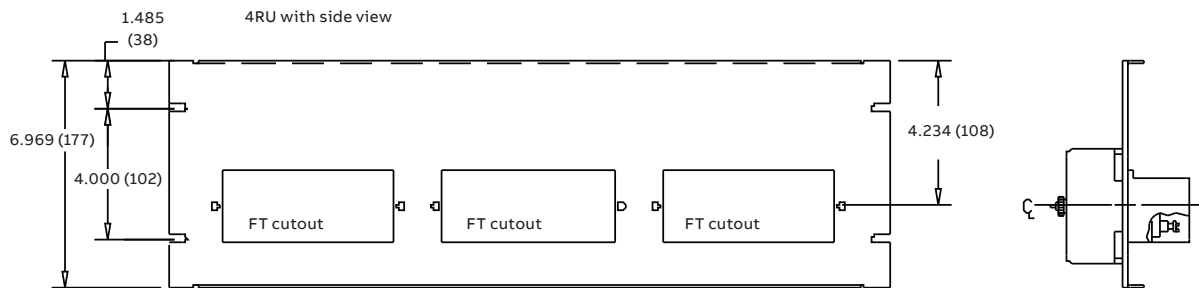 1.485
(38)
4RU with side view
6.969 (177)
4.000 (102)
4.234 (108)
FT cutout
FT cutout
FT cutout
℄